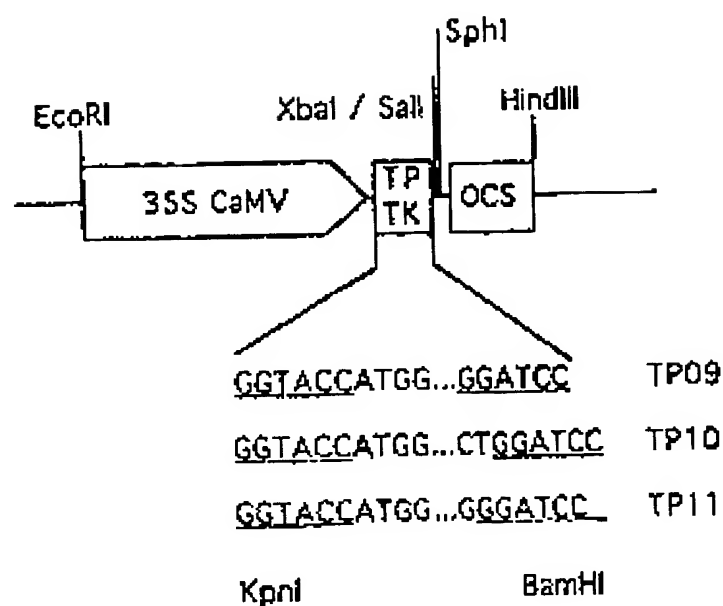 SphI
XbaI / SalI
HindIII
EcoRI
35S CaMV
TP
TK
OCS
GGTACCATGG...GGATCC TP09
GGTACCATGG...CTGGATCC TP10
GGTACCATGG...GGGATCC TP11
KpnI BamHI